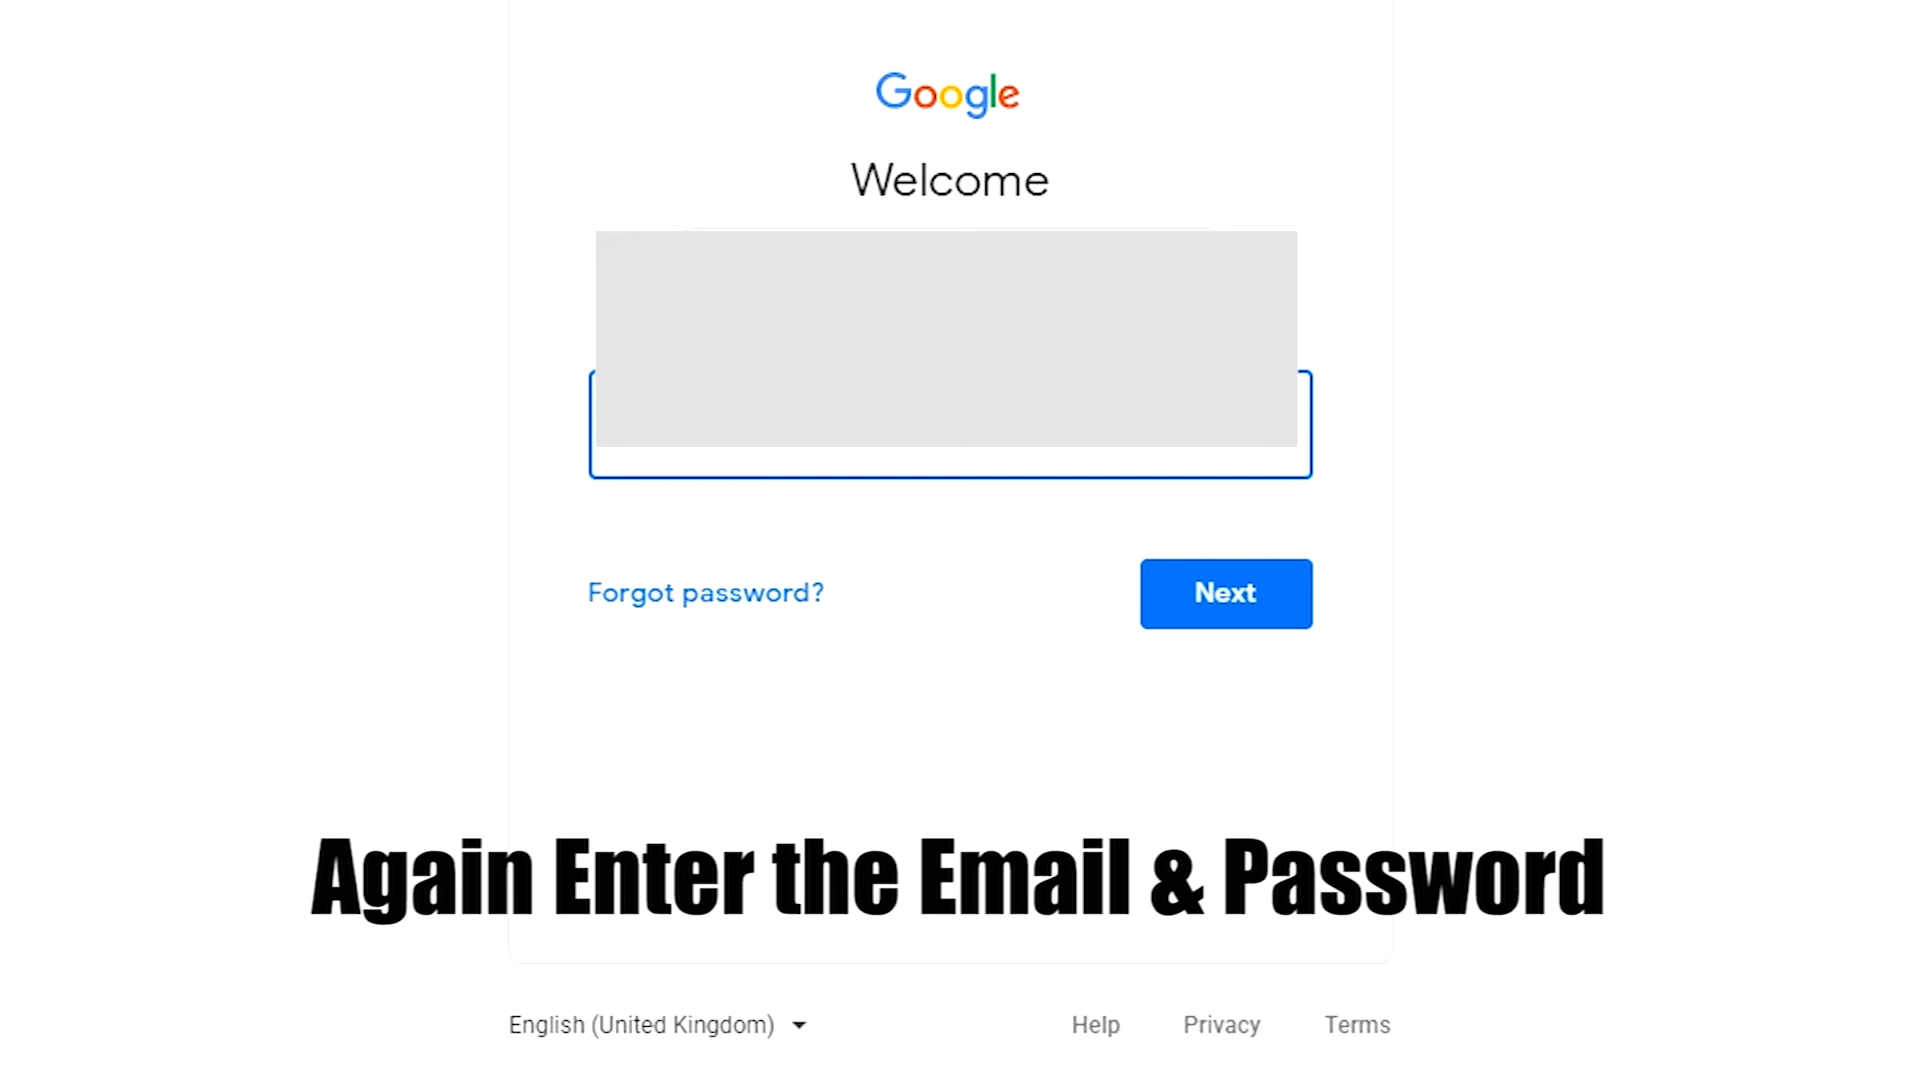 Google
Welcome
Forgot password?
Next
Again Enter the Email & Password
English (United Kingdom)
Help
Privacy
Terms